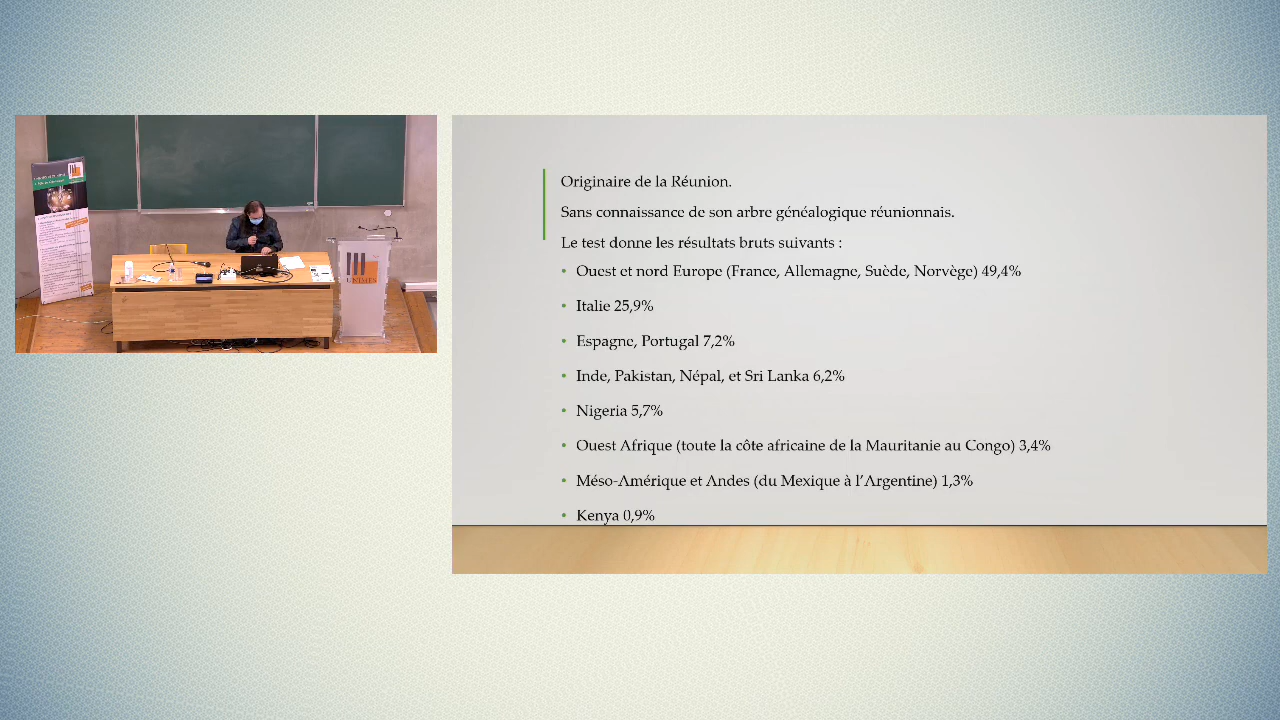 UNIMES
Originaire de la Réunion.
Sans connaissance de son arbre généalogique réunionnais.
Le test donne les résultats bruts suivants :
• Ouest et nord Europe (France, Allemagne, Suède, Norvège) 49,4%
• Italie 25,9%
• Espagne, Portugal 7,2%
• Inde, Pakistan, Népal, et Sri Lanka 6,2%
• Nigeria 5,7%
• Ouest Afrique (toute la côte africaine de la Mauritanie au Congo) 3,4%
• Méso-Amérique et Andes (du Mexique à l’Argentine) 1,3%
• Kenya 0,9%